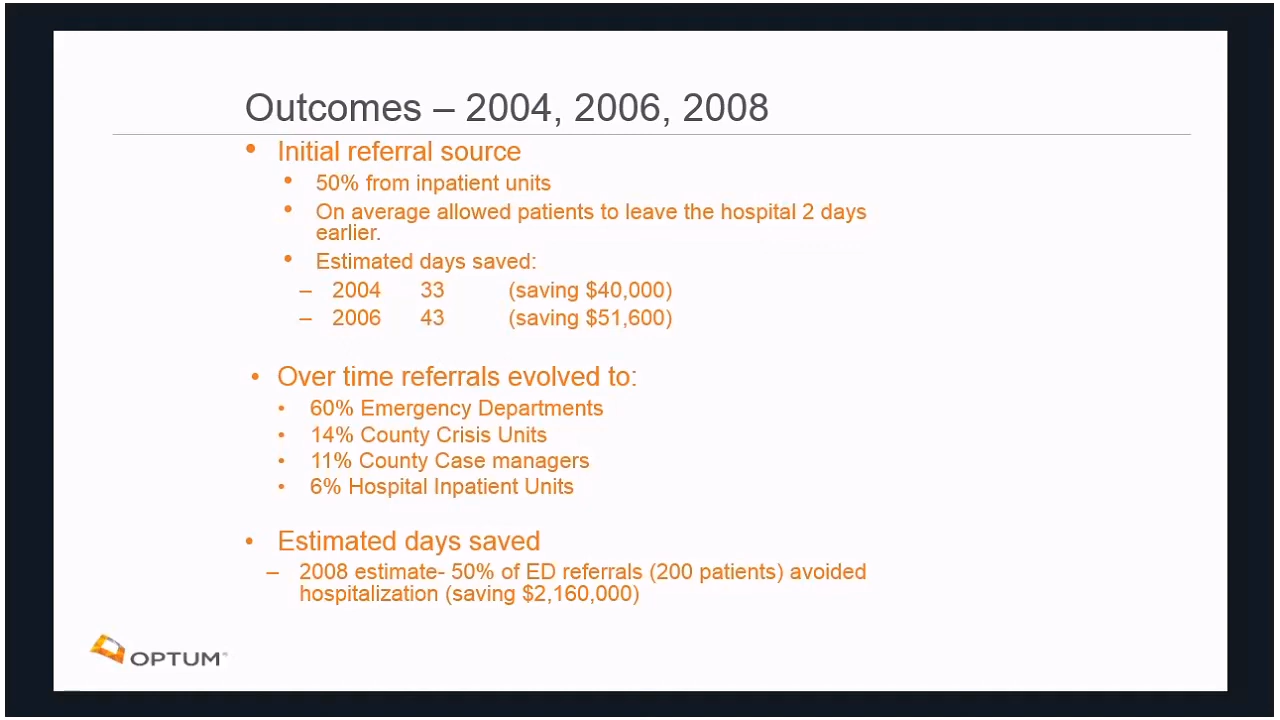 Outcomes – 2004, 2006, 2008
• Initial referral source
• 50% from inpatient units
• On average allowed patients to leave the hospital 2 days
earlier.
• Estimated days saved:
– 2004 33 (saving $40,000)
– 2006 43 (saving $51,600)
• Over time referrals evolved to:
• 60% Emergency Departments
• 14% County Crisis Units
• 11% County Case managers
• 6% Hospital Inpatient Units
• Estimated days saved
– 2008 estimate- 50% of ED referrals (200 patients) avoided
hospitalization (saving $2,160,000)
OPTUM